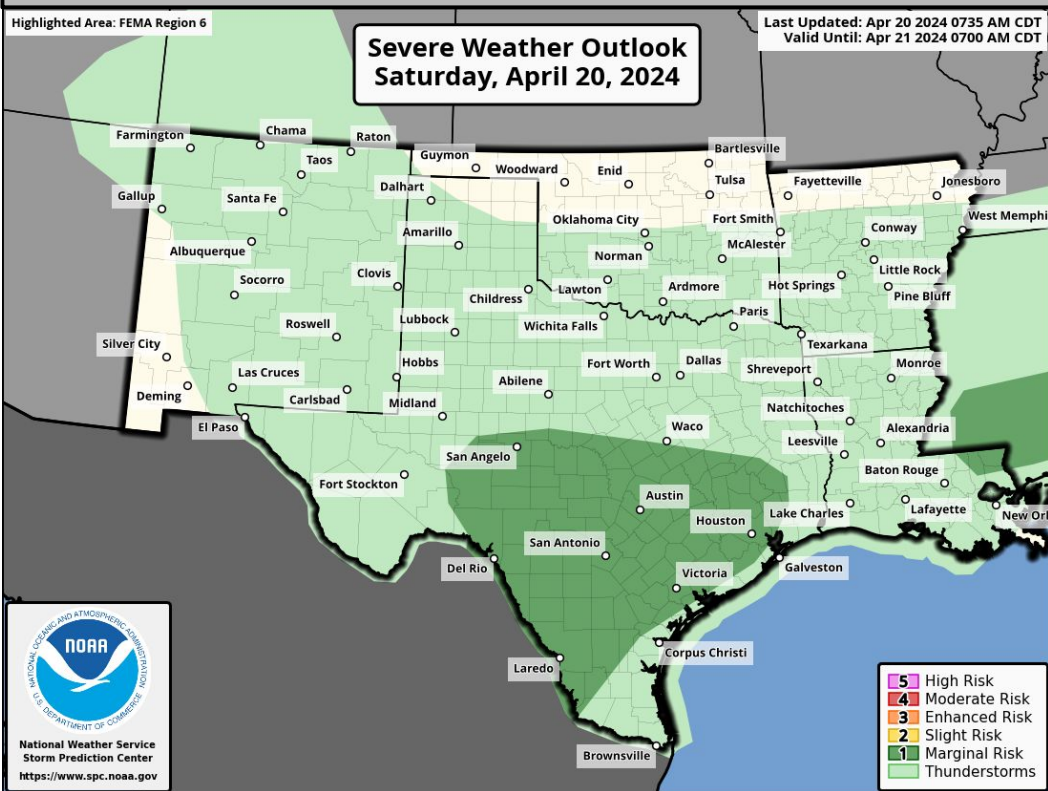 Highlighted Area: FEMA Region 6
Severe Weather Outlook
Saturday, April 20, 2024
Last Updated: Apr 20 2024 0735 AM CDT
Valid Until: Apr 21 2024 0700 AM CDT
Farmington
Chama
Raton
Taos
Guymon
Woodward
Enid
Bartlesville
Tulsa
Fayetteville
Jonesboro
Gallup
Santa Fe
Dalhart
Oklahoma City
Fort Smith
West Memphi
Albuquerque
Amarillo
Norman
McAlester
Conway
Socorro
Clovis
Childress
Lawton
Ardmore
Hot Springs
Little Rock
Pine Bluff
Roswell
Lubbock
Wichita Falls
Paris
Texarkana
Silver City
Las Cruces
Hobbs
Fort Worth
Dallas
Shreveport
Monroe
Deming
Carlsbad
Midland
Abilene
Natchitoches
El Paso
San Angelo
Waco
Leesville
Alexandria
Fort Stockton
Austin
Baton Rouge
Houston
Lake Charles
Lafayette
New Orl
Del Rio
San Antonio
Victoria
Galveston
Laredo
Corpus Christi
Brownsville
NATIONAL OCEANIC AND ATMOSPHERIC ADMINISTRATION
NOAA
U.S. DEPARTMENT OF COMMERCE
National Weather Service
Storm Prediction Center
https://www.spc.noaa.gov
5 High Risk
4 Moderate Risk
3 Enhanced Risk
2 Slight Risk
1 Marginal Risk
Thunderstorms